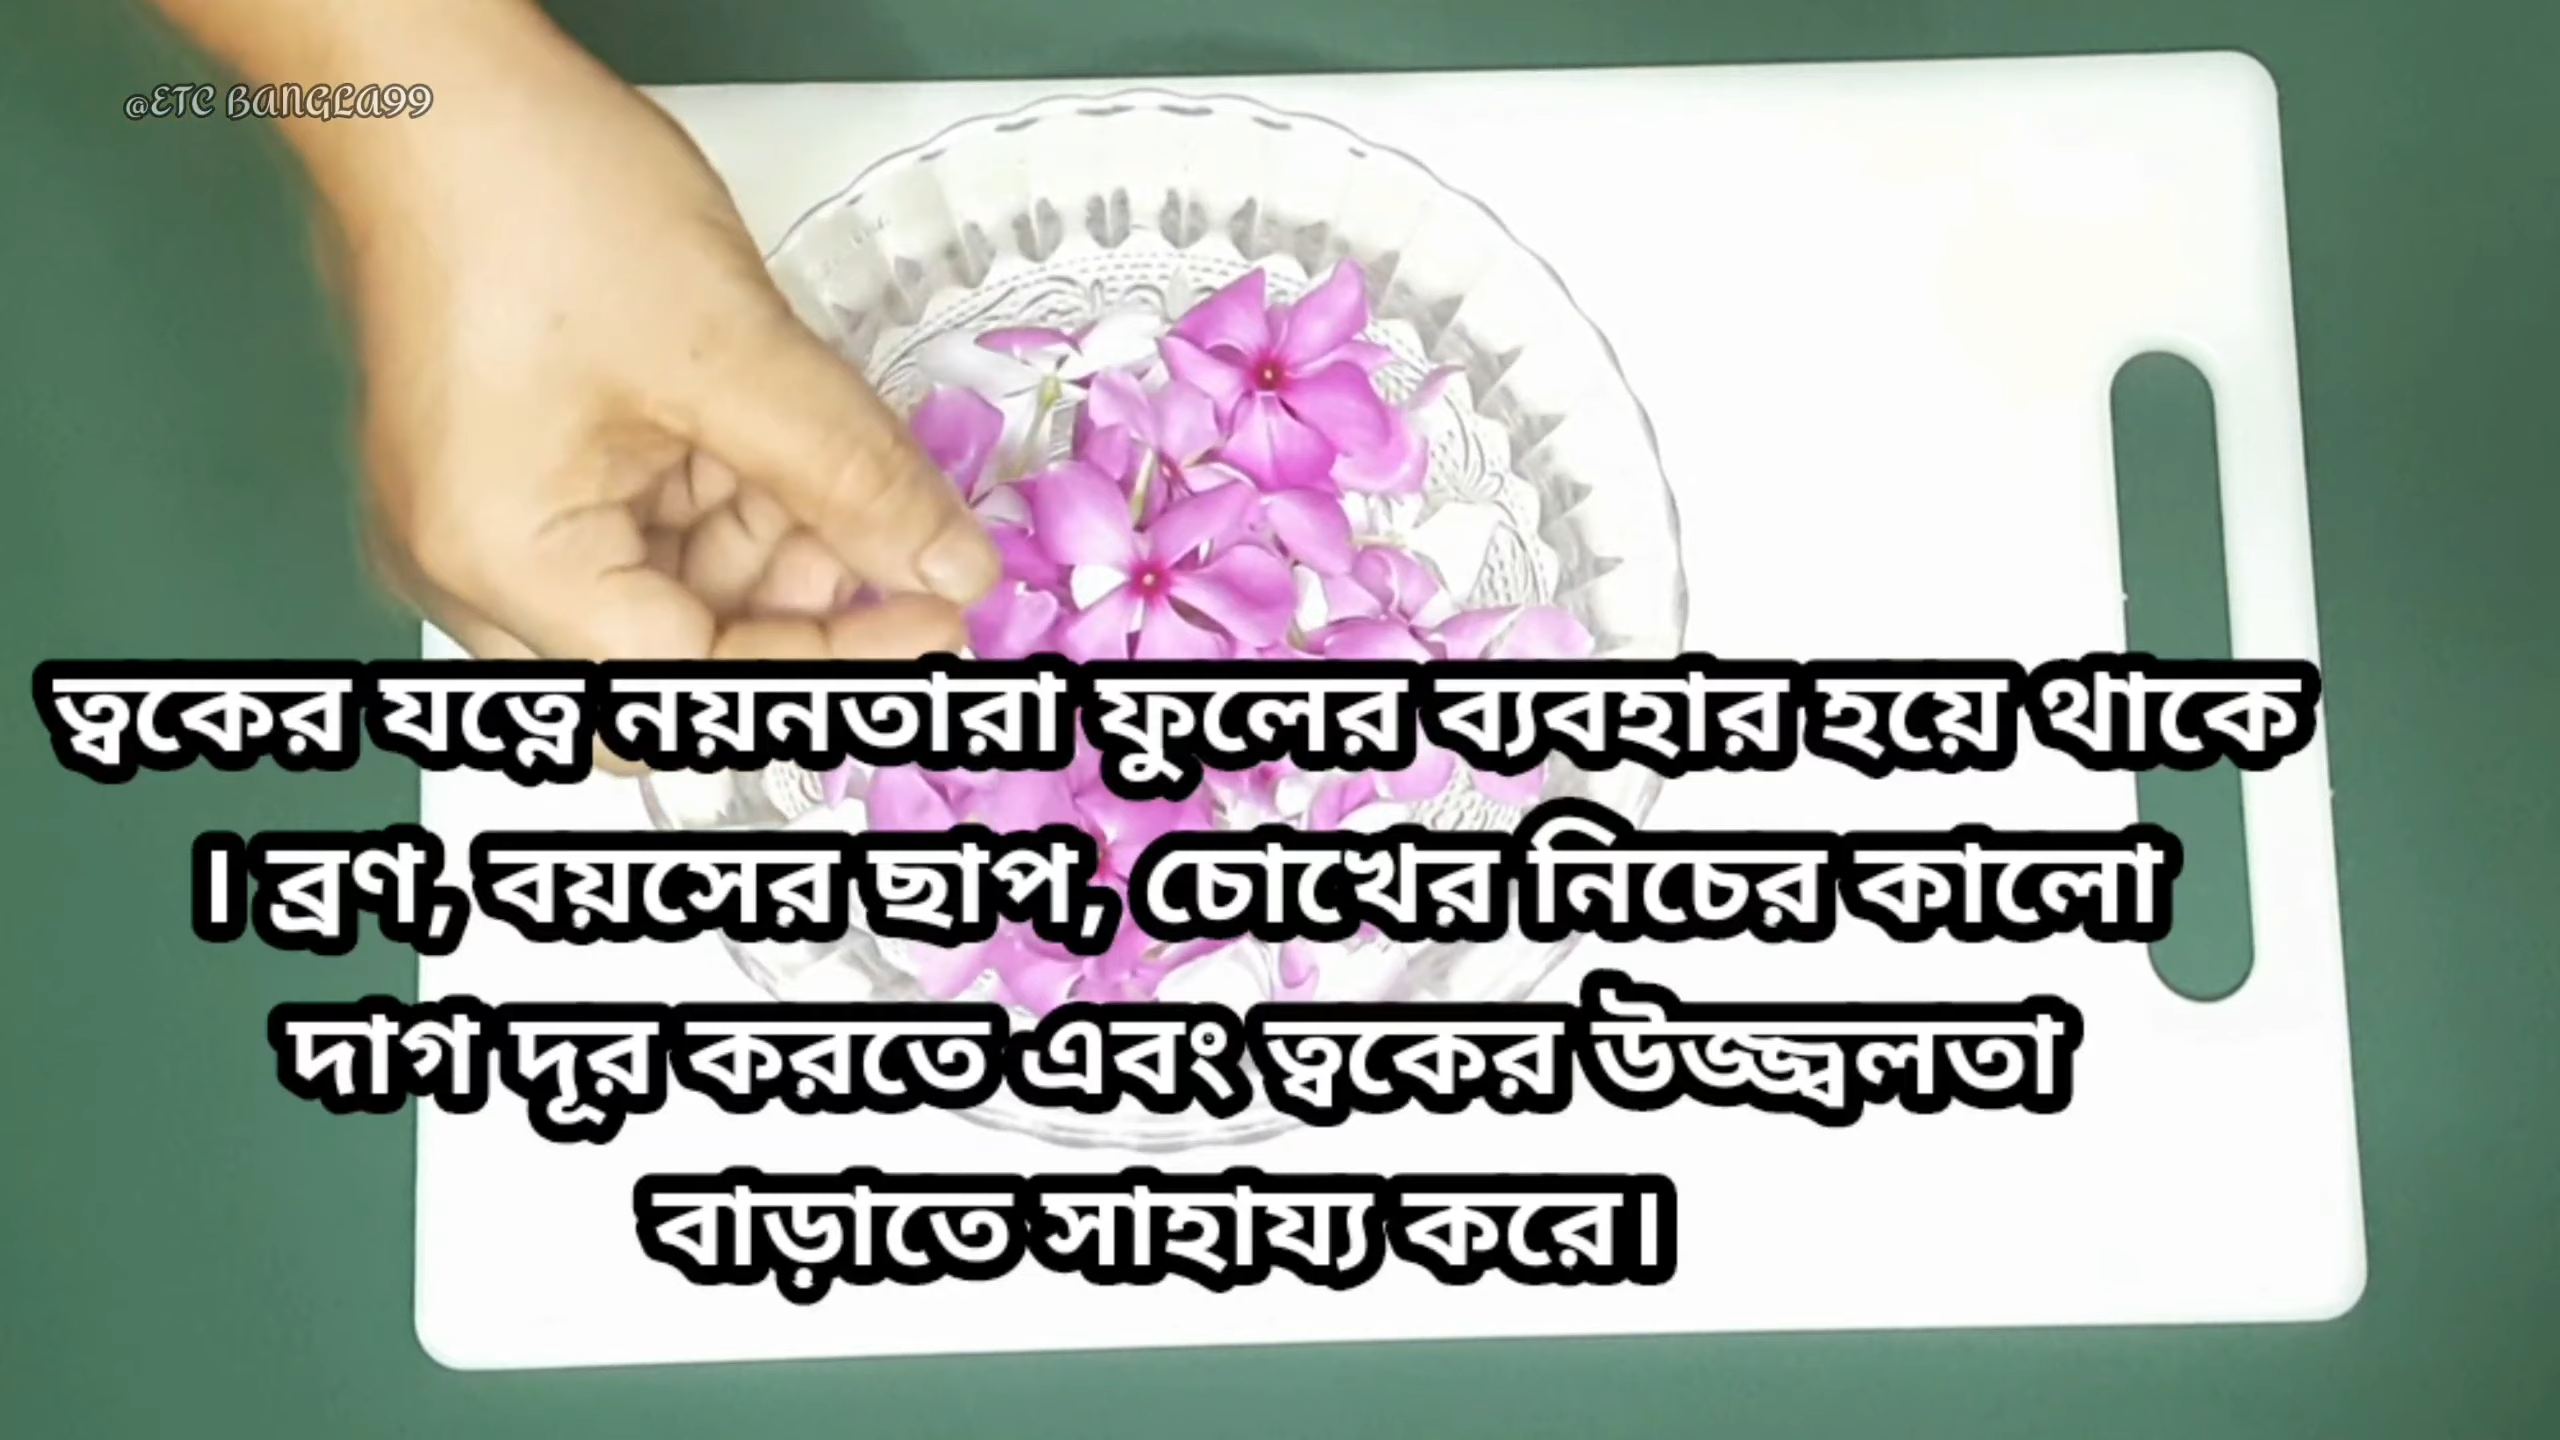 @ETC BANGLA99
ত্বকের যত্নে নয়নতারা ফুলের ব্যবহার হয়ে থাকে
। ব্রণ, বয়সের ছাপ, চোখের নিচের কালো
দাগ দূর করতে এবং ত্বকের উজ্জ্বলতা
বাড়াতে সাহায্য করে।